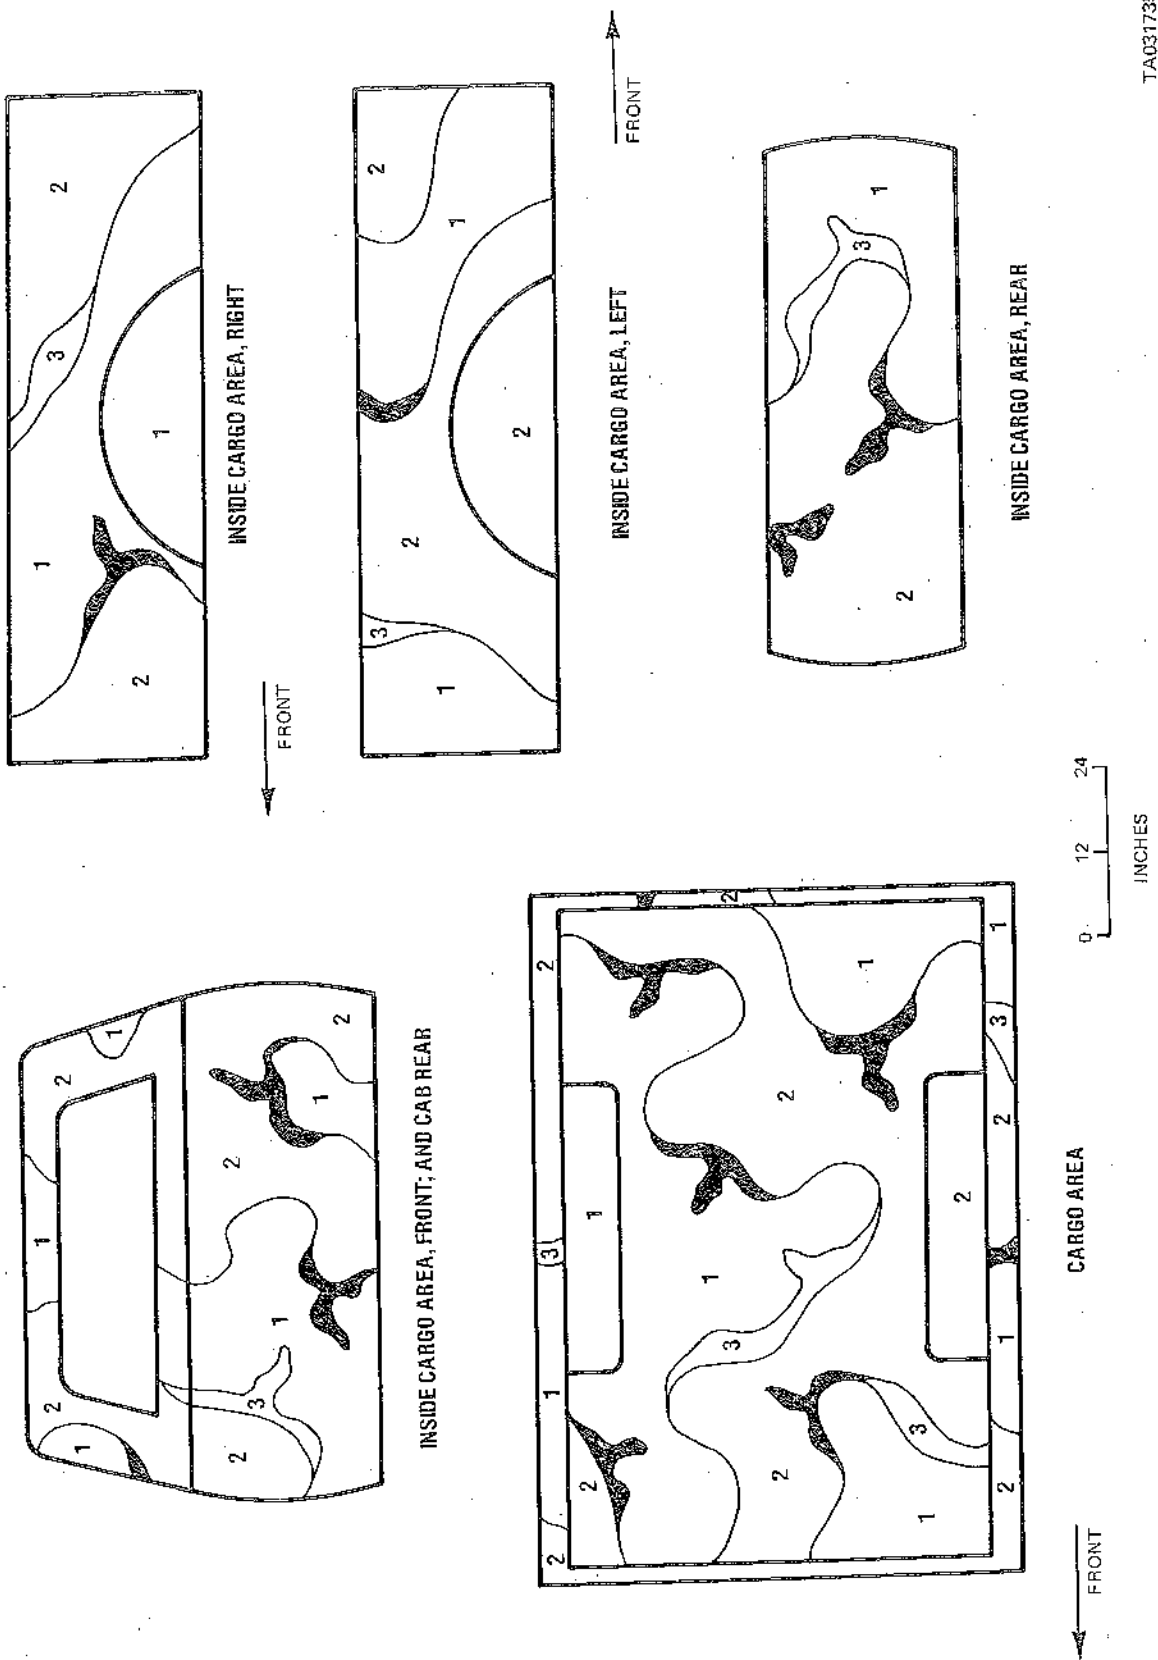 2 1 2
1 1
2 3 1 2 1 2
INSIDE CARGO AREA, FRONT; AND CAB REAR
1 3 2
2 1
INSIDE CARGO AREA, RIGHT
FRONT
3 2
1 2 1
2
INSIDE CARGO AREA, LEFT
FRONT
2 1 3 2
2 1
3 1 2
2 2 1
1 3 2
2 1 2 3 1
CARGO AREA
FRONT
3
2 1
INSIDE CARGO AREA, REAR
0 12 24
INCHES